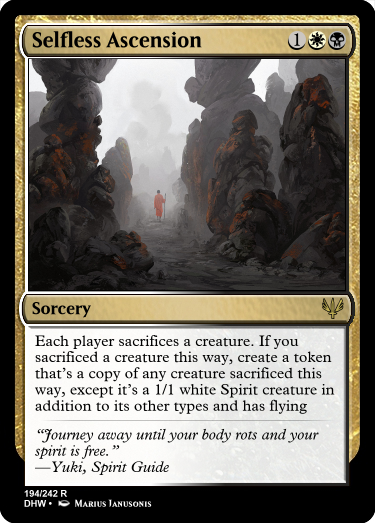 Selfless Ascension 1
Sorcery
Each player sacrifices a creature. If you
sacrificed a creature this way, create a token
that's a copy of any creature sacrificed this
way, except it's a 1/1 white Spirit creature in
addition to its other types and has flying
"Journey away until your body rots and your
spirit is free."
—Yuki, Spirit Guide
194/242 R
DHW • Marius Janusonis